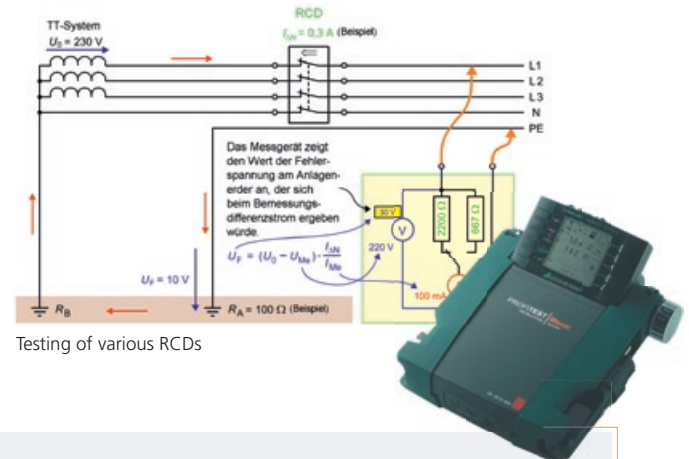 RCD
I∆N = 0,3 A (Beispiel)
TT-System
U0 = 230 V
L1
L2
L3
N
PE
Das Messgerät zeigt
den Wert der Fehler-
spannung am Anlagen-
erder an, der sich
beim Bemessungs-
differenzstrom ergeben
würde.
30 V
V
2200 Ω
667 Ω
UF = (U0 – UMe) · I∆N / IMe
220 V
100 mA
UF = 10 V
RB
RA = 100 Ω (Beispiel)
Testing of various RCDs
PROFITEST